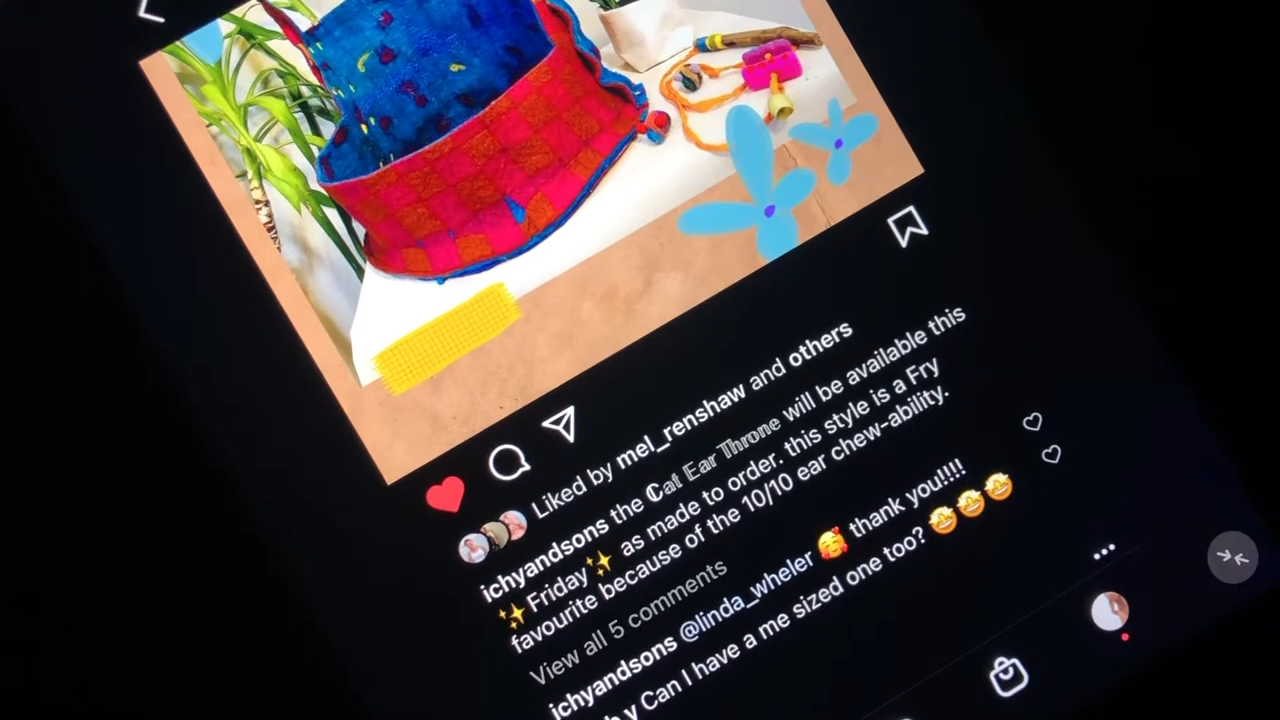 Liked by mel_renshaw and others
ichyandsons the ℂ𝕒𝕥 𝔼𝕒𝕣 𝕋𝕙𝕣𝕠𝕟𝕖 will be available this
✨Friday✨ as made to order. this style is a Fry
favourite because of the 10/10 ear chew-ability.
View all 5 comments
ichyandsons @linda_wheler 🥰 thank you!!!!
Can I have a me sized one too? 🤩🤩🤩